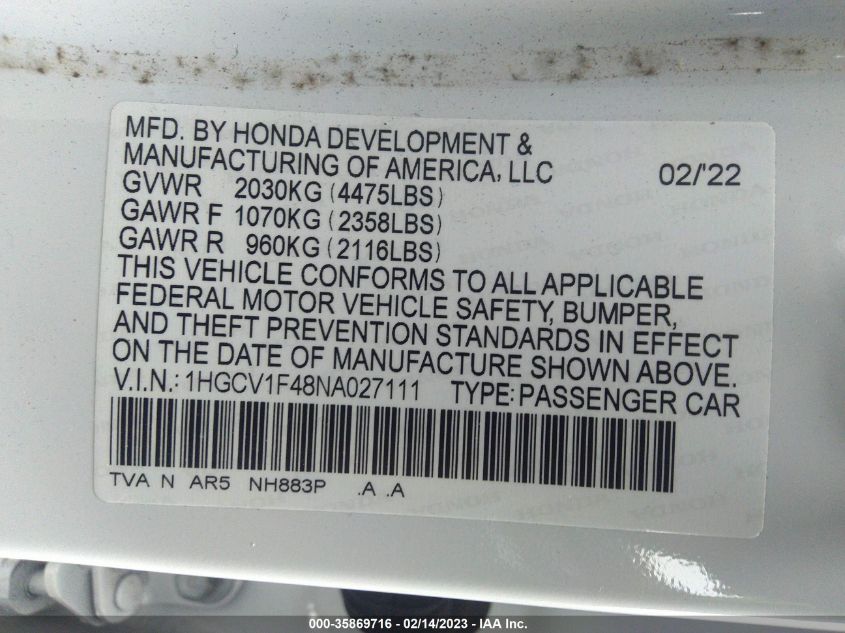 MFD. BY HONDA DEVELOPMENT &
MANUFACTURING OF AMERICA, LLC 02/'22
GVWR 2030KG (4475LBS)
GAWR F 1070KG (2358LBS)
GAWR R 960KG (2116LBS)
THIS VEHICLE CONFORMS TO ALL APPLICABLE
FEDERAL MOTOR VEHICLE SAFETY, BUMPER,
AND THEFT PREVENTION STANDARDS IN EFFECT
ON THE DATE OF MANUFACTURE SHOWN ABOVE.
V.I.N.: 1HGCV1F48NA027111 TYPE: PASSENGER CAR
TVA N AR5 NH883P .A .A
000-35869716 - 02/14/2023 - IAA Inc.